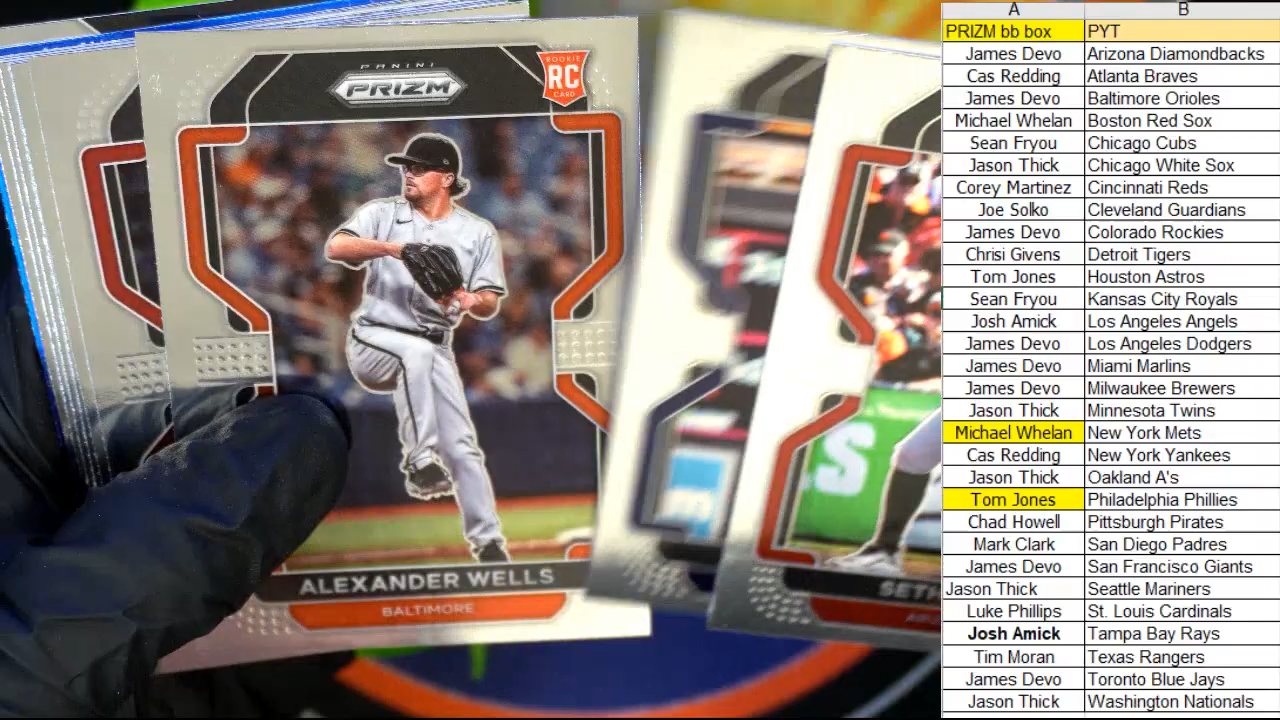 PANINI
PRIZM
ROOKIE
RC
CARD
ALEXANDER WELLS
BALTIMORE
S
SETH
A B
PRIZM bb box PYT
James Devo Arizona Diamondbacks
Cas Redding Atlanta Braves
James Devo Baltimore Orioles
Michael Whelan Boston Red Sox
Sean Fryou Chicago Cubs
Jason Thick Chicago White Sox
Corey Martinez Cincinnati Reds
Joe Solko Cleveland Guardians
James Devo Colorado Rockies
Chrisi Givens Detroit Tigers
Tom Jones Houston Astros
Sean Fryou Kansas City Royals
Josh Amick Los Angeles Angels
James Devo Los Angeles Dodgers
James Devo Miami Marlins
James Devo Milwaukee Brewers
Jason Thick Minnesota Twins
Michael Whelan New York Mets
Cas Redding New York Yankees
Jason Thick Oakland A's
Tom Jones Philadelphia Phillies
Chad Howell Pittsburgh Pirates
Mark Clark San Diego Padres
James Devo San Francisco Giants
Jason Thick Seattle Mariners
Luke Phillips St. Louis Cardinals
Josh Amick Tampa Bay Rays
Tim Moran Texas Rangers
James Devo Toronto Blue Jays
Jason Thick Washington Nationals